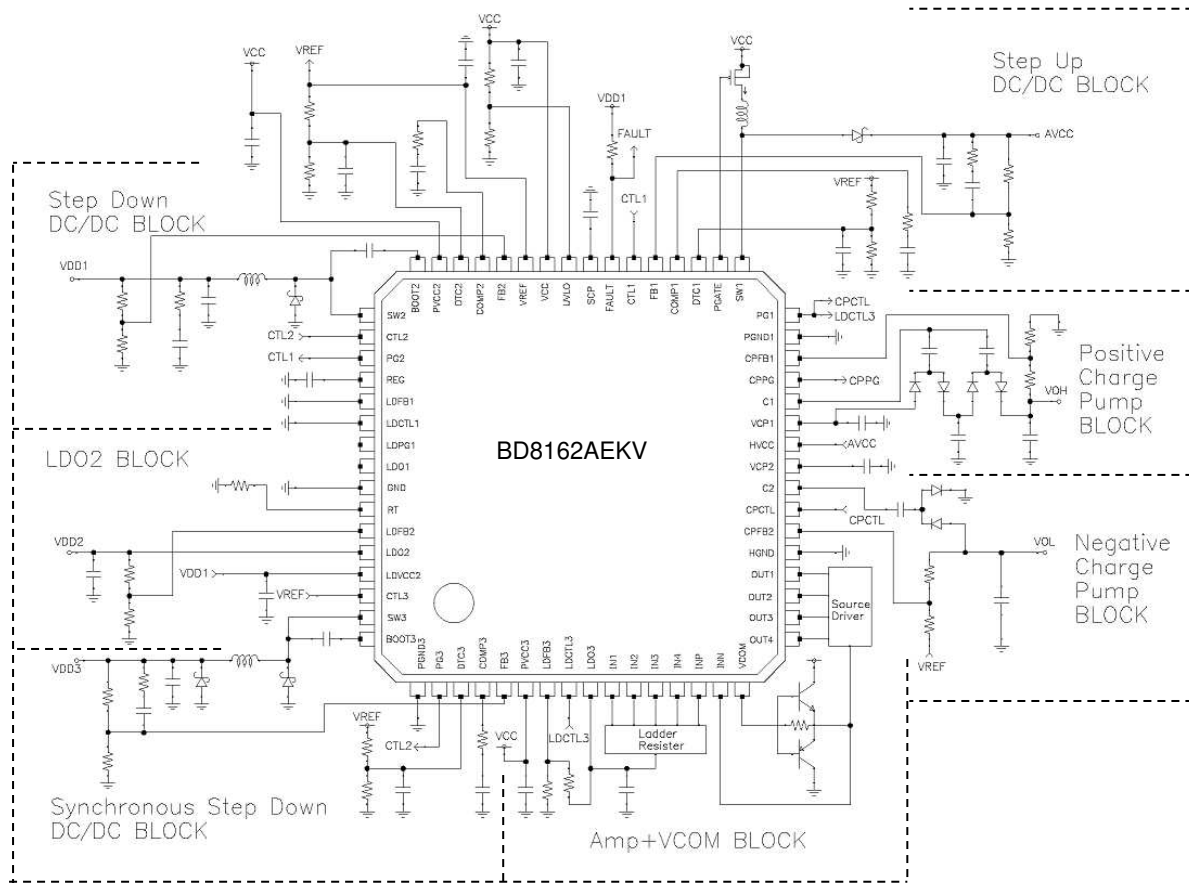 VCC
VCC
VREF
VCC
Step Up
DC/DC BLOCK
VDD1
FAULT
AVCC
VREF
CTL1
Step Down
DC/DC BLOCK
VDD1
BOOT2
PVCC2
DTC2
COMP2
FB2
VREF
VCC
UVLO
SCP
FAULT
CTL1
FB1
COMP1
DTC1
PGATE
SW1
SW2
CTL2
CTL2
CTL1
PG2
REG
LDFB1
LDCTL1
LDPG1
LDO1
GND
RT
LDFB2
LDO2
LDVCC2
CTL3
SW3
BOOT3
VDD1
VREF
LDO2 BLOCK
VDD2
BD8162AEKV
PG1
PGND1
CPFB1
CPPG
C1
VCP1
HVCC
VCP2
C2
CPCTL
CPFB2
HGND
OUT1
OUT2
OUT3
OUT4
CPCTL
LDCTL3
CPPG
AVCC
CPCTL
Positive
Charge
Pump
BLOCK
VOH
Negative
Charge
Pump
BLOCK
VOL
VREF
Source
Driver
PGND3
PG3
DTC3
COMP3
FB3
PVCC3
LDFB3
LDCTL3
LDO3
IN1
IN2
IN3
IN4
INP
INN
VCOM
VDD3
VREF
CTL2
VCC
LDCTL3
Ladder
Resister
Synchronous Step Down
DC/DC BLOCK
Amp+VCOM BLOCK